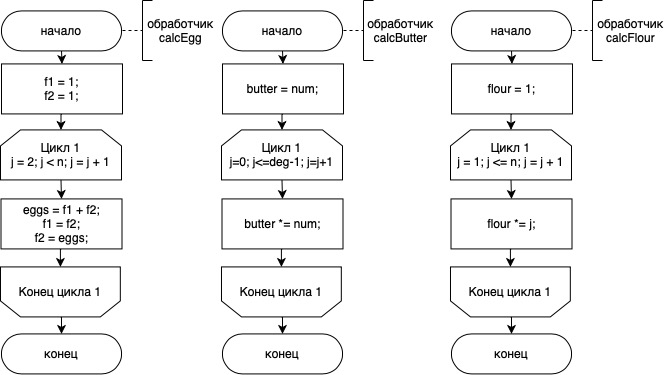 начало
обработчик
calcEgg
f1 = 1;
f2 = 1;
Цикл 1
j = 2; j < n; j = j + 1
eggs = f1 + f2;
f1 = f2;
f2 = eggs;
Конец цикла 1
конец
начало
обработчик
calcButter
butter = num;
Цикл 1
j=0; j<=deg-1; j=j+1
butter *= num;
Конец цикла 1
конец
начало
обработчик
calcFlour
flour = 1;
Цикл 1
j = 1; j <= n; j = j + 1
flour *= j;
Конец цикла 1
конец